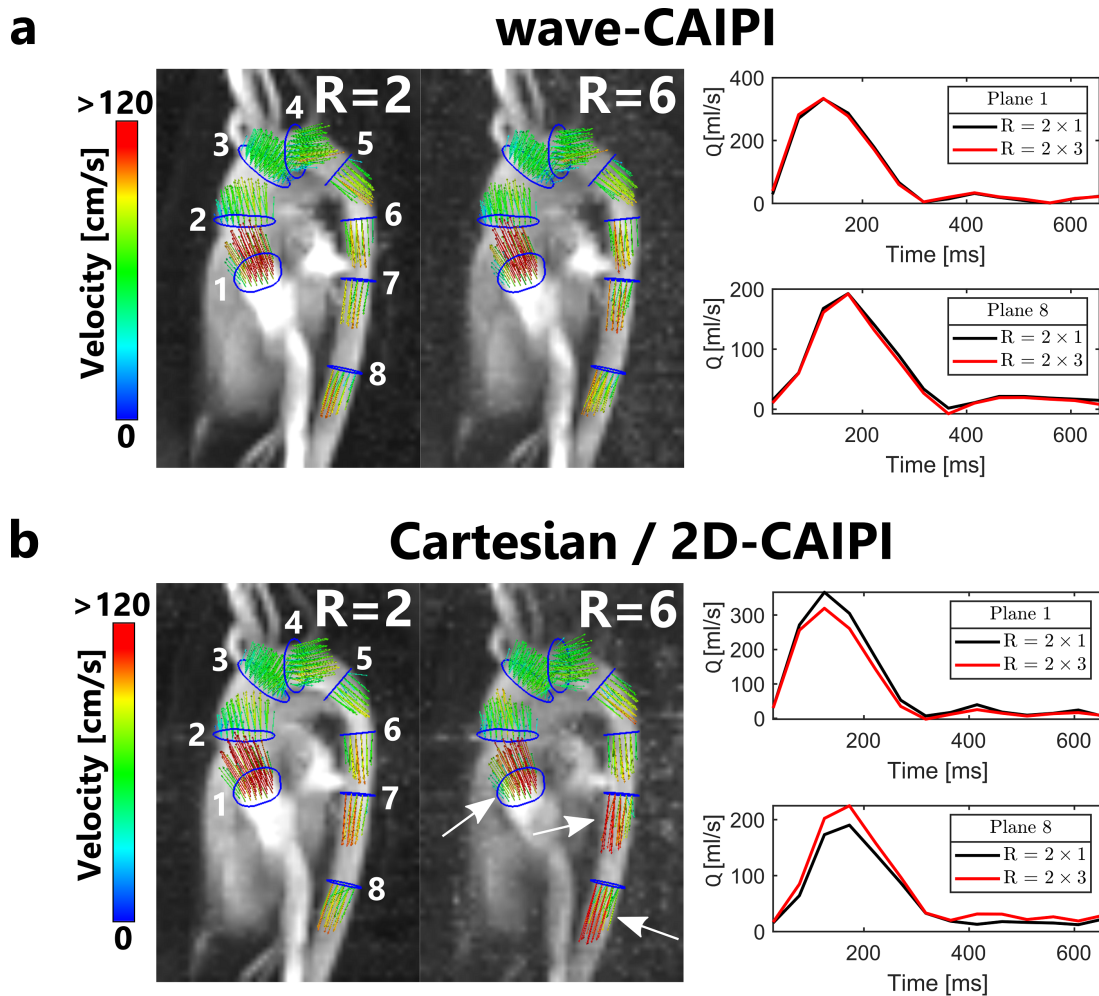 a
wave-CAIPI
>120
Velocity [cm/s]
0
R=2
R=6
1
2
3
4
5
6
7
8
400
200
0
Q[ml/s]
Plane 1
R = 2 × 1
R = 2 × 3
200
400
600
Time [ms]
200
100
0
Q[ml/s]
Plane 8
R = 2 × 1
R = 2 × 3
200
400
600
Time [ms]
b
Cartesian / 2D-CAIPI
>120
Velocity [cm/s]
0
R=2
R=6
1
2
3
4
5
6
7
8
300
200
100
0
Q[ml/s]
Plane 1
R = 2 × 1
R = 2 × 3
200
400
600
Time [ms]
200
100
0
Q[ml/s]
Plane 8
R = 2 × 1
R = 2 × 3
200
400
600
Time [ms]